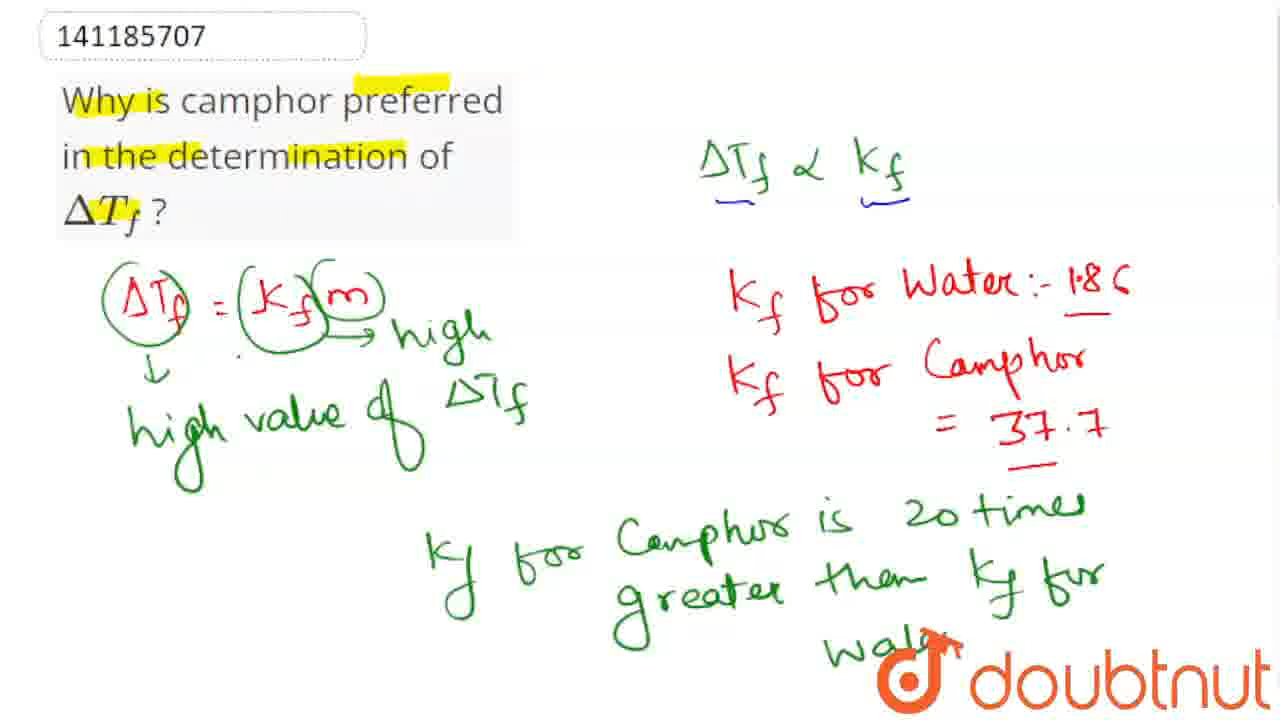 141185707
Why is camphor preferred
in the determination of
ΔT_f ?
ΔT_f = (K_f)(m)
→ high
↓
high value of ΔT_f
ΔT_f ∝ K_f
K_f for Water :- 1.86
K_f for Camphor
= 37.7
K_f for Camphor is 20 times
greater then K_f for
water
doubtnut